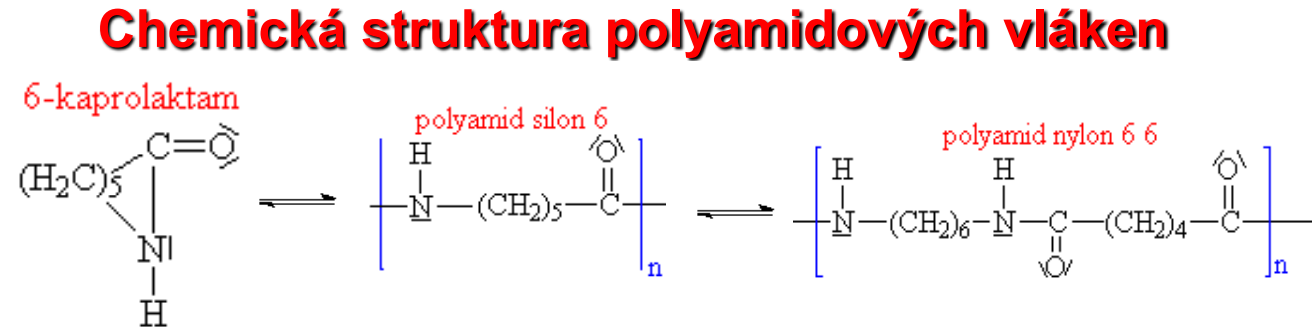 Chemická struktura polyamidových vláken
6-kaprolaktam
polyamid silon 6
polyamid nylon 6 6
H H H O
C=O O
(H₂C)5 N—(CH₂)₅—C N—(CH₂)₆—N—C—(CH₂)₄—C
N O
n n
H